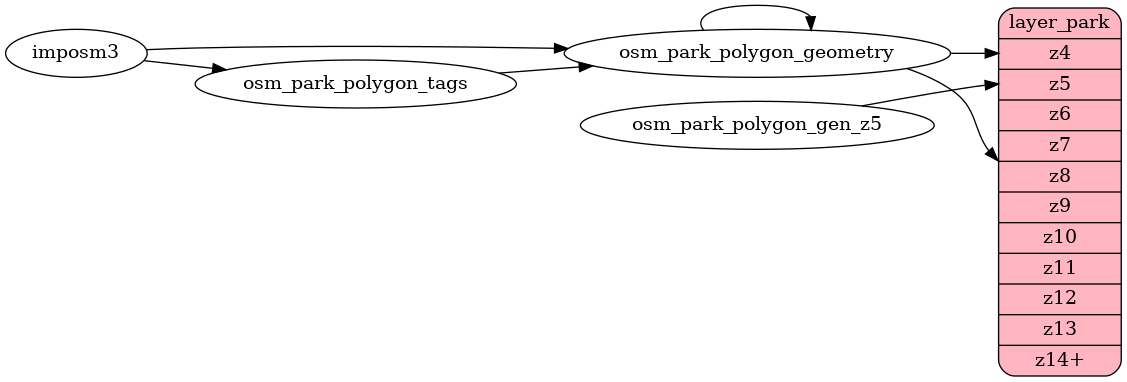 imposm3
osm_park_polygon_tags
osm_park_polygon_geometry
osm_park_polygon_gen_z5
layer_park
z4
z5
z6
z7
z8
z9
z10
z11
z12
z13
z14+